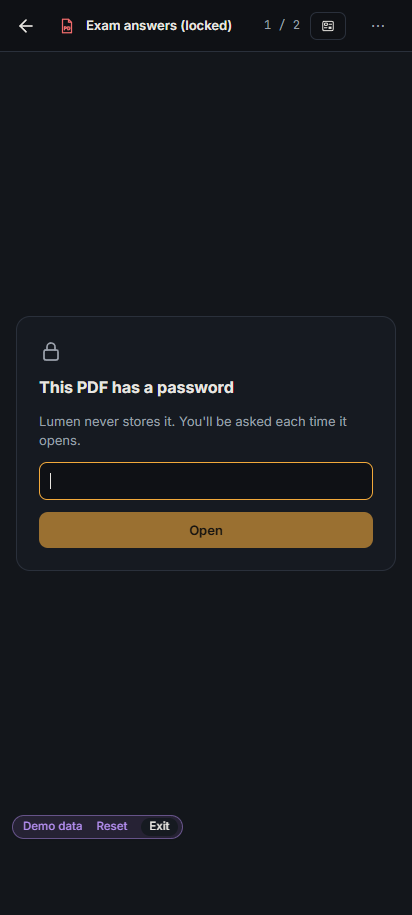 Exam answers (locked)
1 / 2
This PDF has a password
Lumen never stores it. You'll be asked each time it
opens.
Open
Demo data Reset Exit